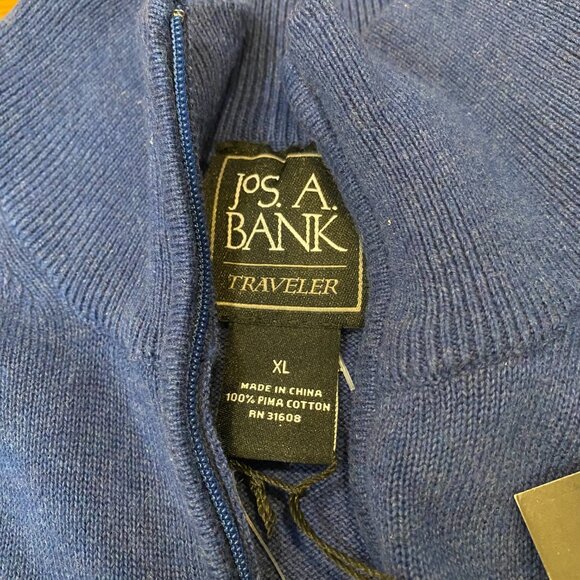 JOS. A.
BANK
TRAVELER
XL
MADE IN CHINA
100% PIMA COTTON
RN 31608